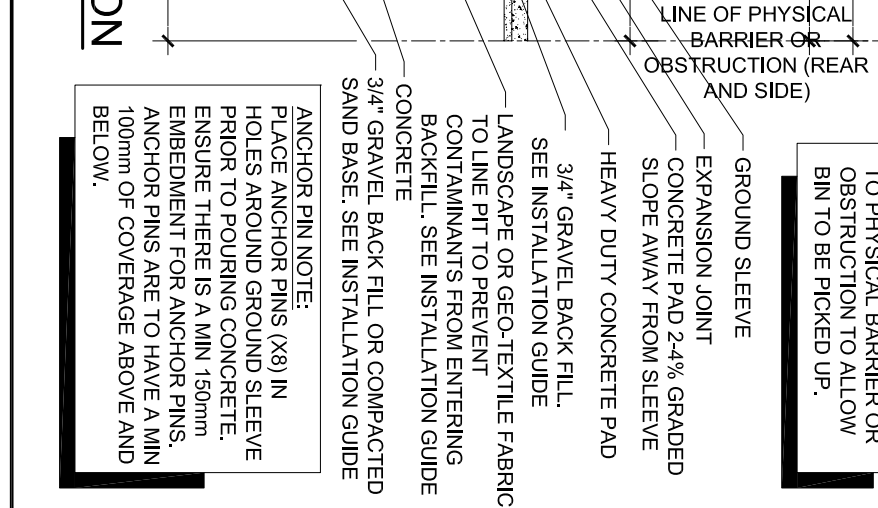 LINE OF PHYSICAL
BARRIER OR
OBSTRUCTION (REAR
AND SIDE)
TO PHYSICAL BARRIER OR
OBSTRUCTION TO ALLOW
BIN TO BE PICKED UP.
GROUND SLEEVE
EXPANSION JOINT
CONCRETE PAD 2-4% GRADED
SLOPE AWAY FROM SLEEVE
HEAVY DUTY CONCRETE PAD
3/4" GRAVEL BACK FILL.
SEE INSTALLATION GUIDE
LANDSCAPE OR GEO-TEXTILE FABRIC
TO LINE PIT TO PREVENT
CONTAMINANTS FROM ENTERING
BACKFILL. SEE INSTALLATION GUIDE
CONCRETE
3/4" GRAVEL BACK FILL OR COMPACTED
SAND BASE. SEE INSTALLATION GUIDE
ANCHOR PIN NOTE:
PLACE ANCHOR PINS (X8) IN
HOLES AROUND GROUND SLEEVE
PRIOR TO POURING CONCRETE.
ENSURE THERE IS A MIN 150mm
EMBEDMENT FOR ANCHOR PINS.
ANCHOR PINS ARE TO HAVE A MIN
100mm OF COVERAGE ABOVE AND
BELOW.
ON